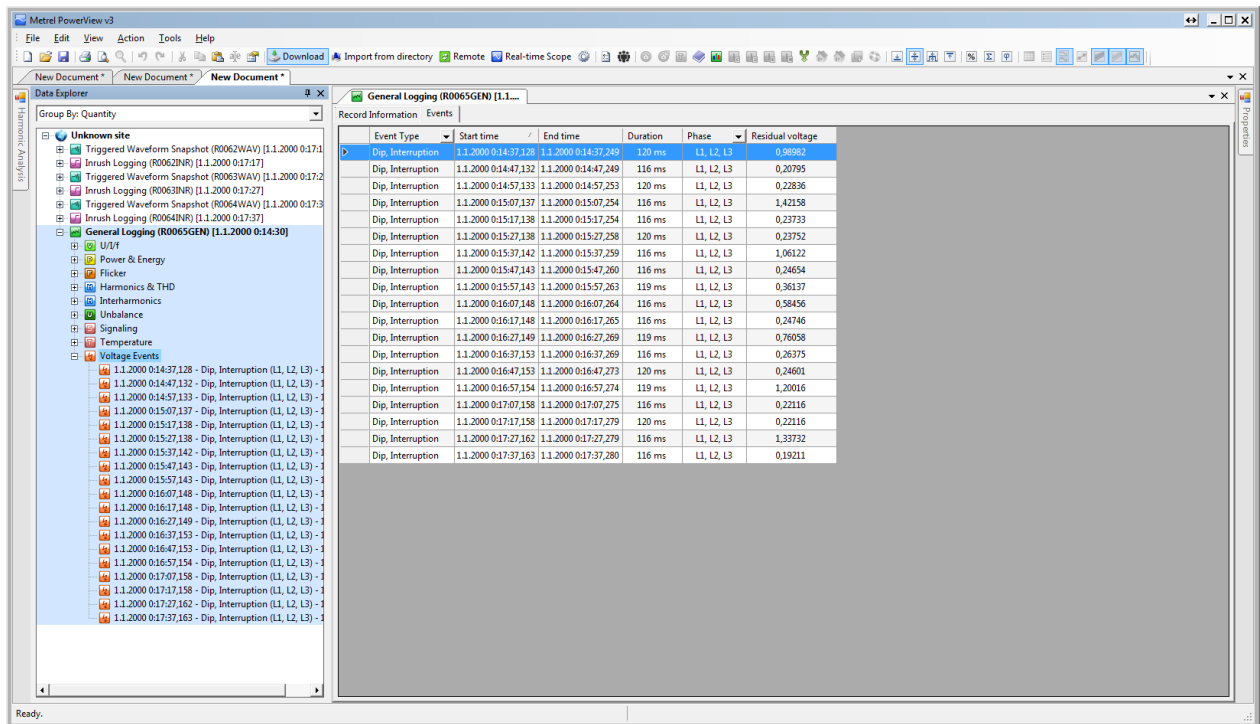 Metrel PowerView v3
File Edit View Action Tools Help
Download Import from directory Remote Real-time Scope
New Document * New Document * New Document *
Data Explorer
Group By: Quantity
Harmonic Analysis
Unknown site
Triggered Waveform Snapshot (R0062WAV) [1.1.2000 0:17:1
Inrush Logging (R0062INR) [1.1.2000 0:17:17]
Triggered Waveform Snapshot (R0063WAV) [1.1.2000 0:17:2
Inrush Logging (R0063INR) [1.1.2000 0:17:27]
Triggered Waveform Snapshot (R0064WAV) [1.1.2000 0:17:3
Inrush Logging (R0064INR) [1.1.2000 0:17:37]
General Logging (R0065GEN) [1.1.2000 0:14:30]
U/I/f
Power & Energy
Flicker
Harmonics & THD
Interharmonics
Unbalance
Signaling
Temperature
Voltage Events
1.1.2000 0:14:37,128 - Dip, Interruption (L1, L2, L3) - 1
1.1.2000 0:14:47,132 - Dip, Interruption (L1, L2, L3) - 1
1.1.2000 0:14:57,133 - Dip, Interruption (L1, L2, L3) - 1
1.1.2000 0:15:07,137 - Dip, Interruption (L1, L2, L3) - 1
1.1.2000 0:15:17,138 - Dip, Interruption (L1, L2, L3) - 1
1.1.2000 0:15:27,138 - Dip, Interruption (L1, L2, L3) - 1
1.1.2000 0:15:37,142 - Dip, Interruption (L1, L2, L3) - 1
1.1.2000 0:15:47,143 - Dip, Interruption (L1, L2, L3) - 1
1.1.2000 0:15:57,143 - Dip, Interruption (L1, L2, L3) - 1
1.1.2000 0:16:07,148 - Dip, Interruption (L1, L2, L3) - 1
1.1.2000 0:16:17,148 - Dip, Interruption (L1, L2, L3) - 1
1.1.2000 0:16:27,149 - Dip, Interruption (L1, L2, L3) - 1
1.1.2000 0:16:37,153 - Dip, Interruption (L1, L2, L3) - 1
1.1.2000 0:16:47,153 - Dip, Interruption (L1, L2, L3) - 1
1.1.2000 0:16:57,154 - Dip, Interruption (L1, L2, L3) - 1
1.1.2000 0:17:07,158 - Dip, Interruption (L1, L2, L3) - 1
1.1.2000 0:17:17,158 - Dip, Interruption (L1, L2, L3) - 1
1.1.2000 0:17:27,162 - Dip, Interruption (L1, L2, L3) - 1
1.1.2000 0:17:37,163 - Dip, Interruption (L1, L2, L3) - 1
General Logging (R0065GEN) [1.1....
Record Information Events
Event Type Start time End time Duration Phase Residual voltage
Dip, Interruption 1.1.2000 0:14:37,128 1.1.2000 0:14:37,249 120 ms L1, L2, L3 0,98982
Dip, Interruption 1.1.2000 0:14:47,132 1.1.2000 0:14:47,249 116 ms L1, L2, L3 0,20795
Dip, Interruption 1.1.2000 0:14:57,133 1.1.2000 0:14:57,253 120 ms L1, L2, L3 0,22836
Dip, Interruption 1.1.2000 0:15:07,137 1.1.2000 0:15:07,254 116 ms L1, L2, L3 1,42158
Dip, Interruption 1.1.2000 0:15:17,138 1.1.2000 0:15:17,254 116 ms L1, L2, L3 0,23733
Dip, Interruption 1.1.2000 0:15:27,138 1.1.2000 0:15:27,258 120 ms L1, L2, L3 0,23752
Dip, Interruption 1.1.2000 0:15:37,142 1.1.2000 0:15:37,259 116 ms L1, L2, L3 1,06122
Dip, Interruption 1.1.2000 0:15:47,143 1.1.2000 0:15:47,260 116 ms L1, L2, L3 0,24654
Dip, Interruption 1.1.2000 0:15:57,143 1.1.2000 0:15:57,263 119 ms L1, L2, L3 0,36137
Dip, Interruption 1.1.2000 0:16:07,148 1.1.2000 0:16:07,264 116 ms L1, L2, L3 0,58456
Dip, Interruption 1.1.2000 0:16:17,148 1.1.2000 0:16:17,265 116 ms L1, L2, L3 0,24746
Dip, Interruption 1.1.2000 0:16:27,149 1.1.2000 0:16:27,269 119 ms L1, L2, L3 0,76058
Dip, Interruption 1.1.2000 0:16:37,153 1.1.2000 0:16:37,269 116 ms L1, L2, L3 0,26375
Dip, Interruption 1.1.2000 0:16:47,153 1.1.2000 0:16:47,273 120 ms L1, L2, L3 0,24601
Dip, Interruption 1.1.2000 0:16:57,154 1.1.2000 0:16:57,274 119 ms L1, L2, L3 1,20016
Dip, Interruption 1.1.2000 0:17:07,158 1.1.2000 0:17:07,275 116 ms L1, L2, L3 0,22116
Dip, Interruption 1.1.2000 0:17:17,158 1.1.2000 0:17:17,279 120 ms L1, L2, L3 0,22116
Dip, Interruption 1.1.2000 0:17:27,162 1.1.2000 0:17:27,279 116 ms L1, L2, L3 1,33732
Dip, Interruption 1.1.2000 0:17:37,163 1.1.2000 0:17:37,280 116 ms L1, L2, L3 0,19211
Properties
Ready.